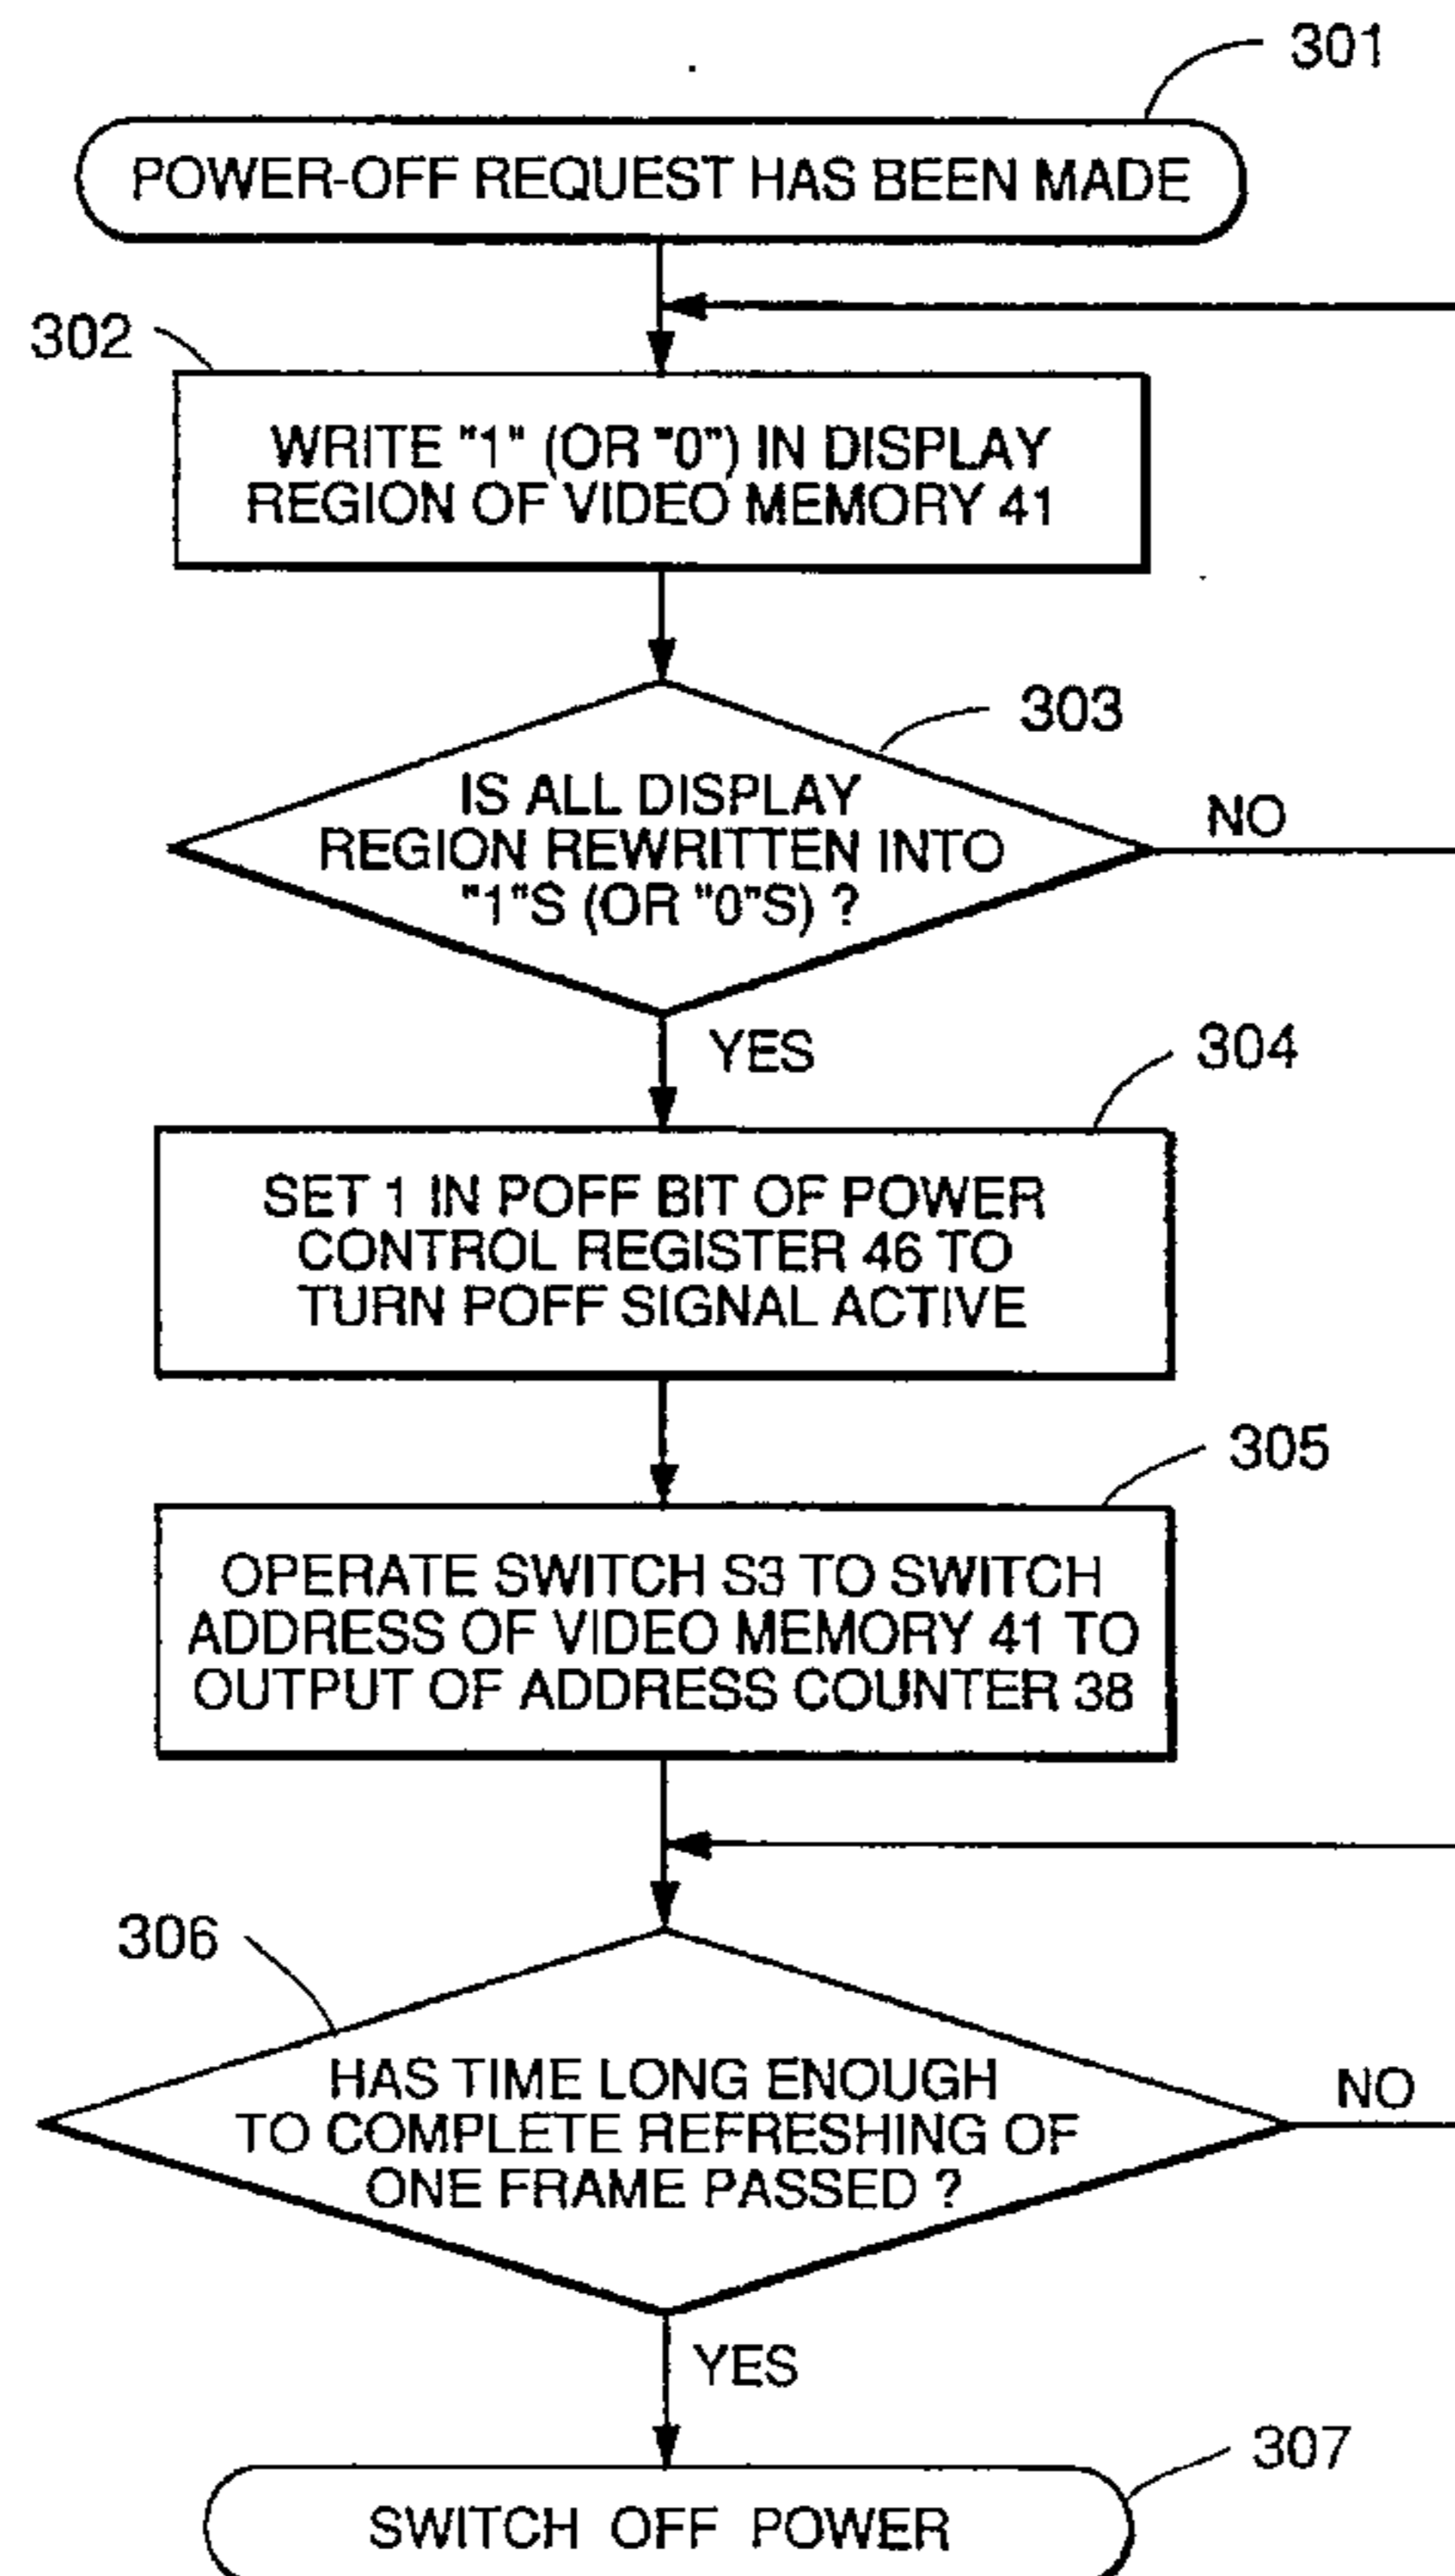 301
POWER-OFF REQUEST HAS BEEN MADE
302
WRITE "1" (OR "0") IN DISPLAY
REGION OF VIDEO MEMORY 41
303
IS ALL DISPLAY
REGION REWRITTEN INTO
"1"S (OR "0"S) ?
NO
YES
304
SET 1 IN POFF BIT OF POWER
CONTROL REGISTER 46 TO
TURN POFF SIGNAL ACTIVE
305
OPERATE SWITCH S3 TO SWITCH
ADDRESS OF VIDEO MEMORY 41 TO
OUTPUT OF ADDRESS COUNTER 38
306
HAS TIME LONG ENOUGH
TO COMPLETE REFRESHING OF
ONE FRAME PASSED ?
NO
YES
307
SWITCH OFF POWER